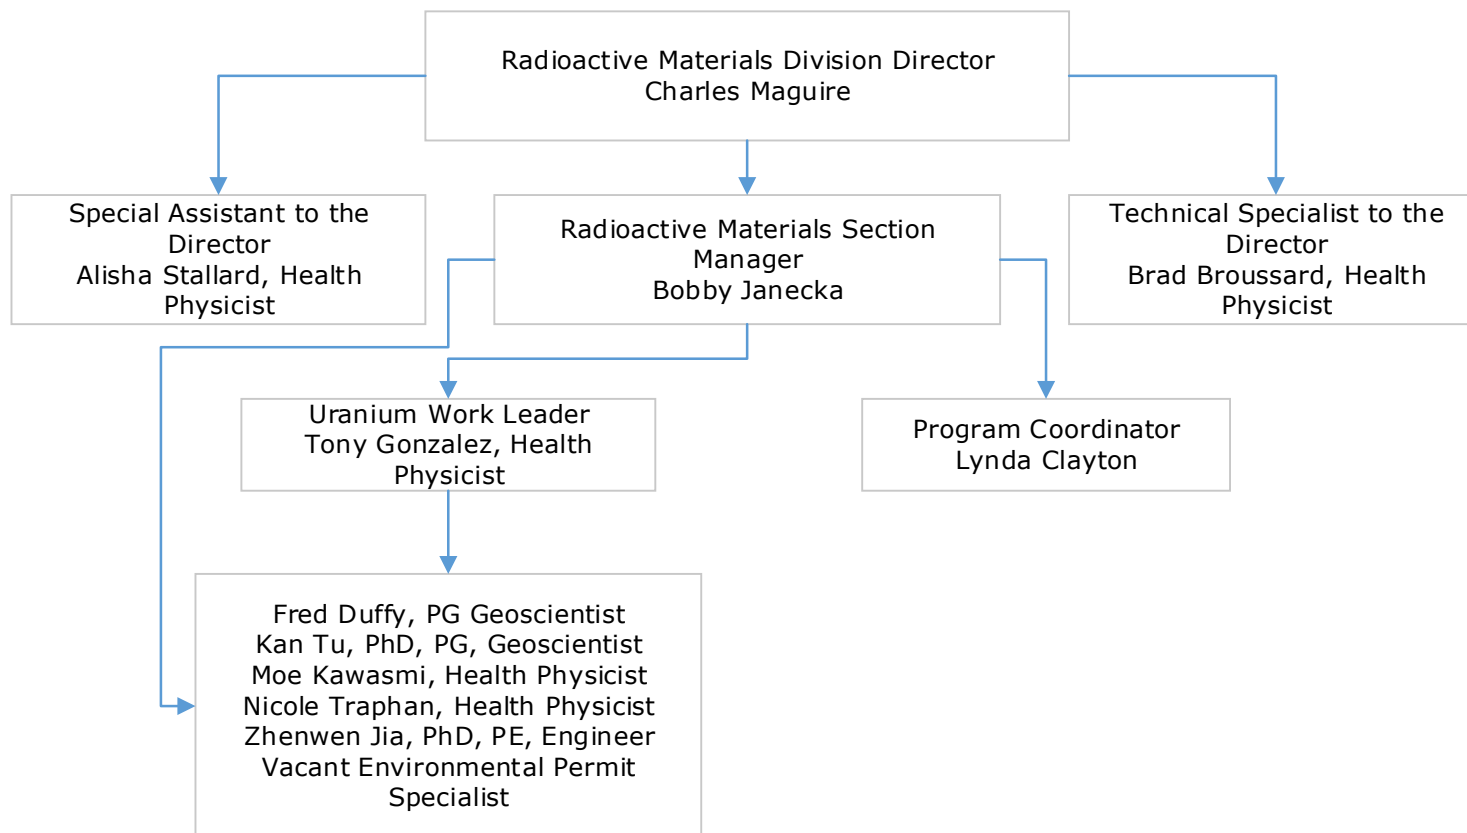 Radioactive Materials Division Director
Charles Maguire
Special Assistant to the
Director
Alisha Stallard, Health
Physicist
Radioactive Materials Section
Manager
Bobby Janecka
Technical Specialist to the
Director
Brad Broussard, Health
Physicist
Uranium Work Leader
Tony Gonzalez, Health
Physicist
Program Coordinator
Lynda Clayton
Fred Duffy, PG Geoscientist
Kan Tu, PhD, PG, Geoscientist
Moe Kawasmi, Health Physicist
Nicole Traphan, Health Physicist
Zhenwen Jia, PhD, PE, Engineer
Vacant Environmental Permit
Specialist